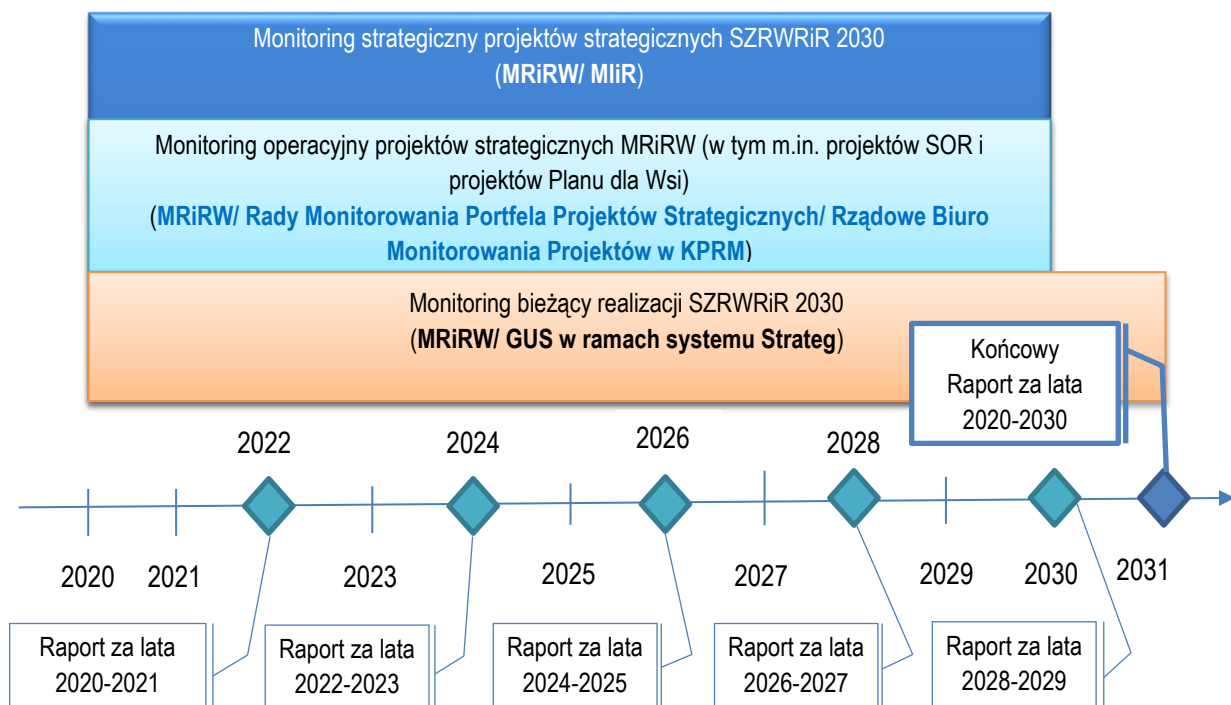 Monitoring strategiczny projektów strategicznych SZRWRiR 2030
(MRiRW/ MIiR)
Monitoring operacyjny projektów strategicznych MRiRW (w tym m.in. projektów SOR i
projektów Planu dla Wsi)
(MRiRW/ Rady Monitorowania Portfela Projektów Strategicznych/ Rządowe Biuro
Monitorowania Projektów w KPRM)
Monitoring bieżący realizacji SZRWRiR 2030
(MRiRW/ GUS w ramach systemu Strateg)
Końcowy
Raport za lata
2020-2030
2022
2024
2026
2028
2020
2021
2023
2025
2027
2029
2030
2031
Raport za lata
2020-2021
Raport za lata
2022-2023
Raport za lata
2024-2025
Raport za lata
2026-2027
Raport za lata
2028-2029